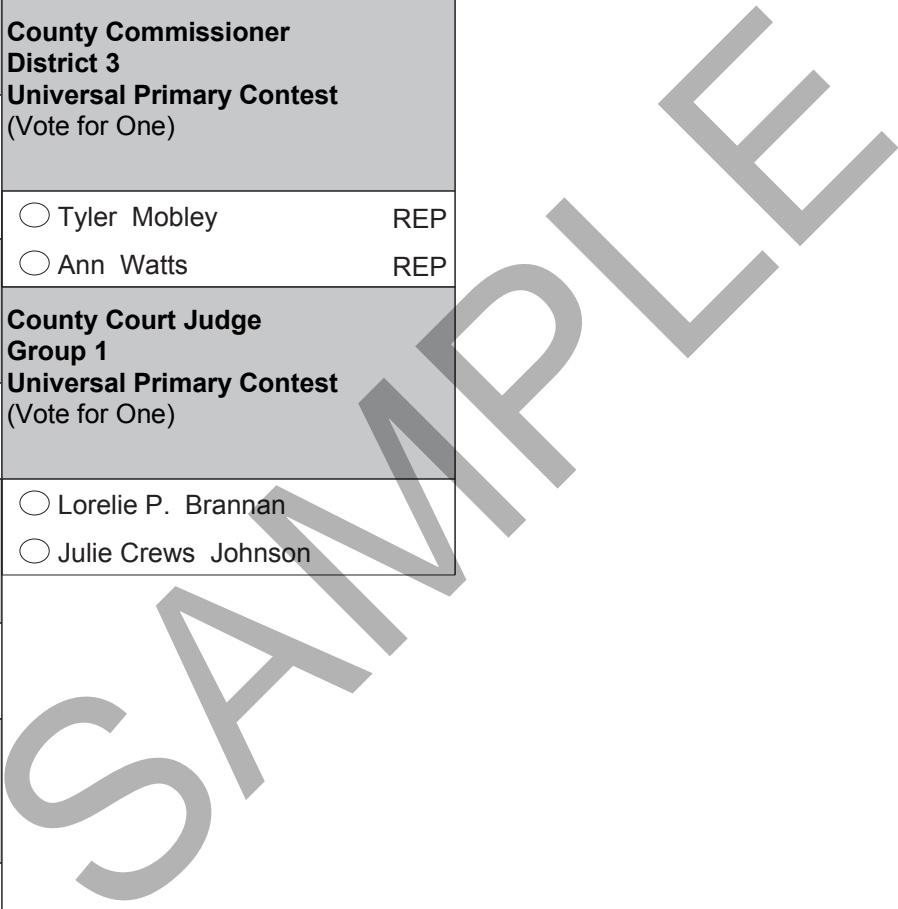 County Commissioner
District 3
Universal Primary Contest
(Vote for One)
Tyler Mobley REP
Ann Watts REP
County Court Judge
Group 1
Universal Primary Contest
(Vote for One)
Lorelie P. Brannan
Julie Crews Johnson
SAMPLE